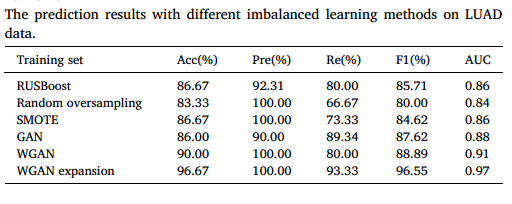 The prediction results with different imbalanced learning methods on LUAD
data.
Training set Acc(%) Pre(%) Re(%) F1(%) AUC
RUSBoost 86.67 92.31 80.00 85.71 0.86
Random oversampling 83.33 100.00 66.67 80.00 0.84
SMOTE 86.67 100.00 73.33 84.62 0.86
GAN 86.00 90.00 89.34 87.62 0.88
WGAN 90.00 100.00 80.00 88.89 0.91
WGAN expansion 96.67 100.00 93.33 96.55 0.97